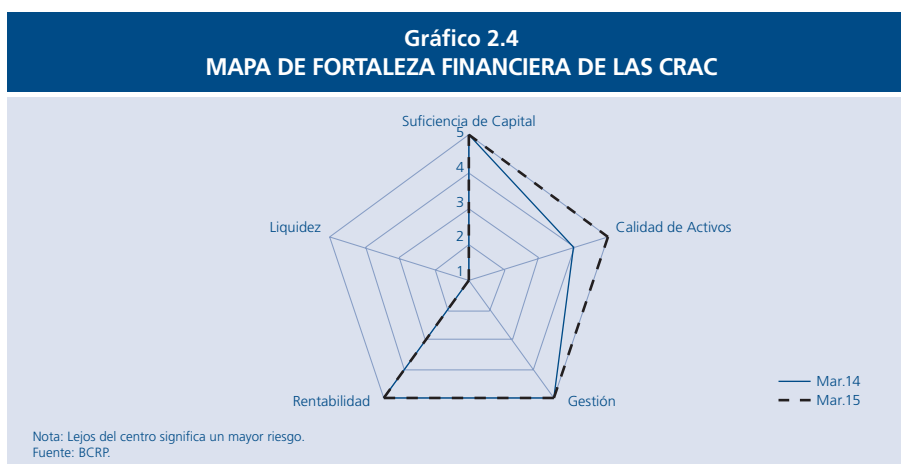 Gráfico 2.4
MAPA DE FORTALEZA FINANCIERA DE LAS CRAC
Suficiencia de Capital
5
4
3
2
1
Liquidez
Calidad de Activos
Rentabilidad
Gestión
Mar.14
Mar.15
Nota: Lejos del centro significa un mayor riesgo.
Fuente: BCRP.